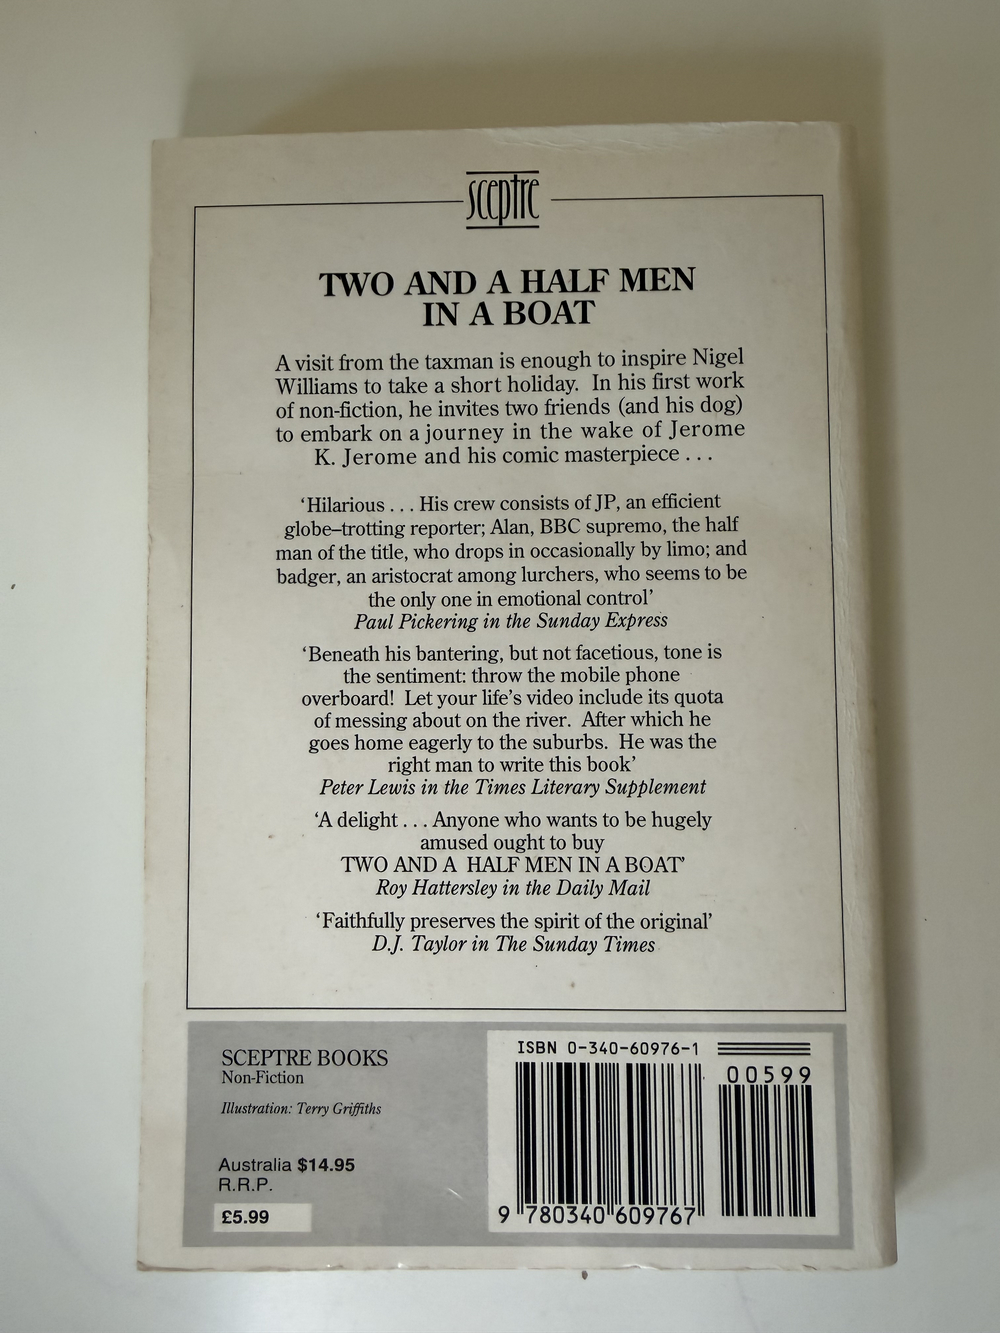 sceptre
TWO AND A HALF MEN
IN A BOAT
A visit from the taxman is enough to inspire Nigel
Williams to take a short holiday. In his first work
of non-fiction, he invites two friends (and his dog)
to embark on a journey in the wake of Jerome
K. Jerome and his comic masterpiece . . .
‘Hilarious . . . His crew consists of JP, an efficient
globe–trotting reporter; Alan, BBC supremo, the half
man of the title, who drops in occasionally by limo; and
badger, an aristocrat among lurchers, who seems to be
the only one in emotional control’
Paul Pickering in the Sunday Express
‘Beneath his bantering, but not facetious, tone is
the sentiment: throw the mobile phone
overboard! Let your life’s video include its quota
of messing about on the river. After which he
goes home eagerly to the suburbs. He was the
right man to write this book’
Peter Lewis in the Times Literary Supplement
‘A delight . . . Anyone who wants to be hugely
amused ought to buy
TWO AND A HALF MEN IN A BOAT’
Roy Hattersley in the Daily Mail
‘Faithfully preserves the spirit of the original’
D.J. Taylor in The Sunday Times
SCEPTRE BOOKS
Non-Fiction
Illustration: Terry Griffiths
Australia $14.95
R.R.P.
£5.99
ISBN 0-340-60976-1
00599
9 780340 609767